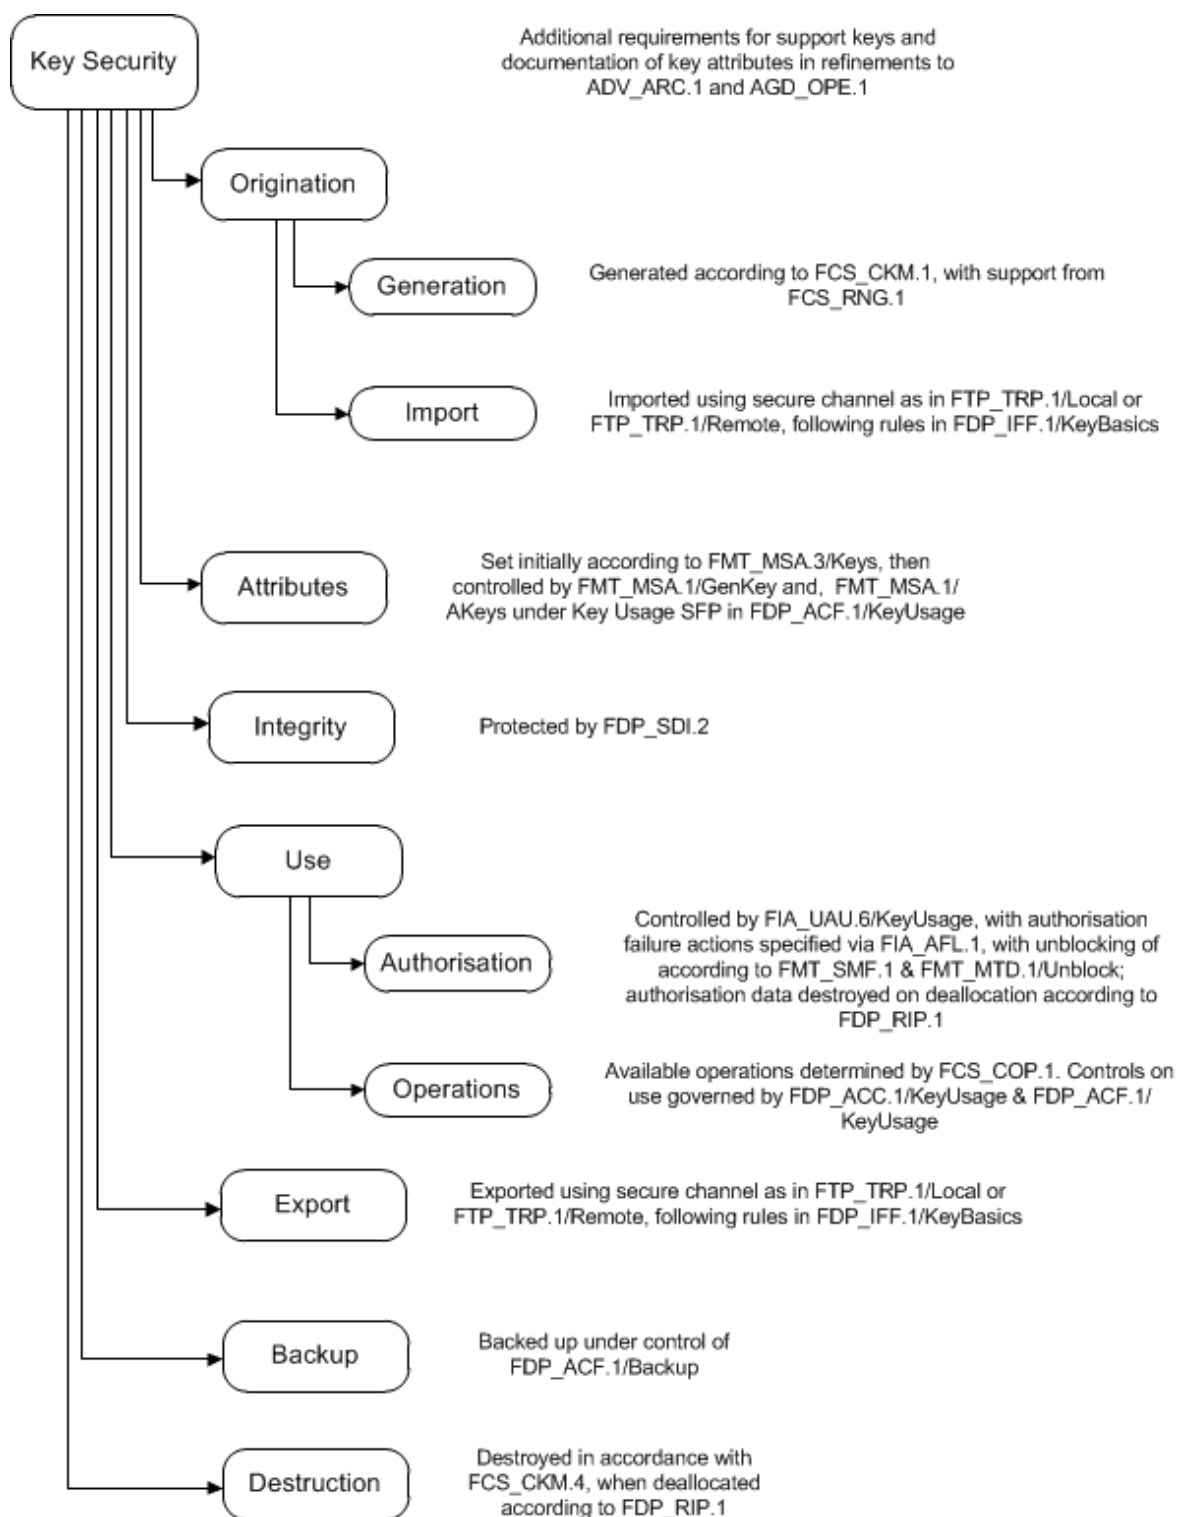 Key Security
Additional requirements for support keys and
documentation of key attributes in refinements to
ADV_ARC.1 and AGD_OPE.1
Origination
Generation
Generated according to FCS_CKM.1, with support from
FCS_RNG.1
Import
Imported using secure channel as in FTP_TRP.1/Local or
FTP_TRP.1/Remote, following rules in FDP_IFF.1/KeyBasics
Attributes
Set initially according to FMT_MSA.3/Keys, then
controlled by FMT_MSA.1/GenKey and, FMT_MSA.1/
AKeys under Key Usage SFP in FDP_ACF.1/KeyUsage
Integrity
Protected by FDP_SDI.2
Use
Authorisation
Controlled by FIA_UAU.6/KeyUsage, with authorisation
failure actions specified via FIA_AFL.1, with unblocking of
according to FMT_SMF.1 & FMT_MTD.1/Unblock;
authorisation data destroyed on deallocation according to
FDP_RIP.1
Operations
Available operations determined by FCS_COP.1. Controls on
use governed by FDP_ACC.1/KeyUsage & FDP_ACF.1/
KeyUsage
Export
Exported using secure channel as in FTP_TRP.1/Local or
FTP_TRP.1/Remote, following rules in FDP_IFF.1/KeyBasics
Backup
Backed up under control of
FDP_ACF.1/Backup
Destruction
Destroyed in accordance with
FCS_CKM.4, when deallocated
according to FDP_RIP.1